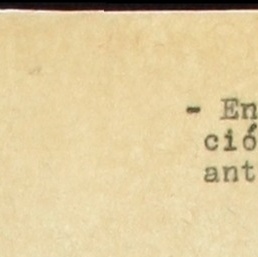 - En
ció
ant